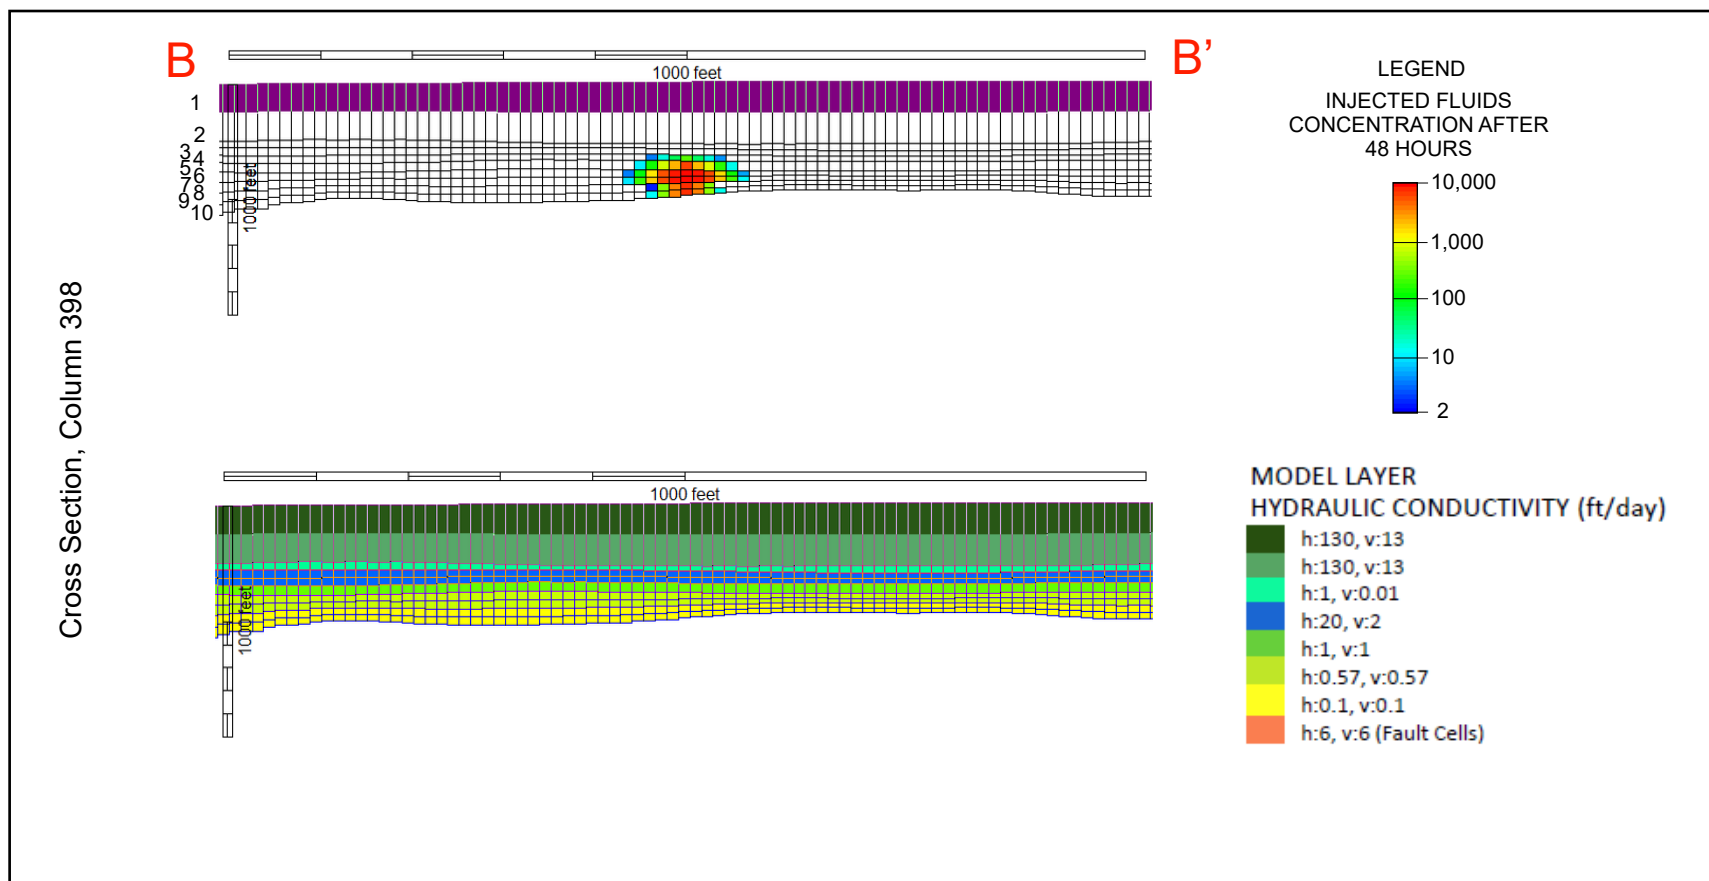 B
B'
1000 feet
LEGEND
INJECTED FLUIDS
CONCENTRATION AFTER
48 HOURS
1
2
3
4
5
6
7
8
9
10
1000 feet
10,000
1,000
100
10
2
Cross Section, Column 398
1000 feet
1000 feet
MODEL LAYER
HYDRAULIC CONDUCTIVITY (ft/day)
h:130, v:13
h:130, v:13
h:1, v:0.01
h:20, v:2
h:1, v:1
h:0.57, v:0.57
h:0.1, v:0.1
h:6, v:6 (Fault Cells)